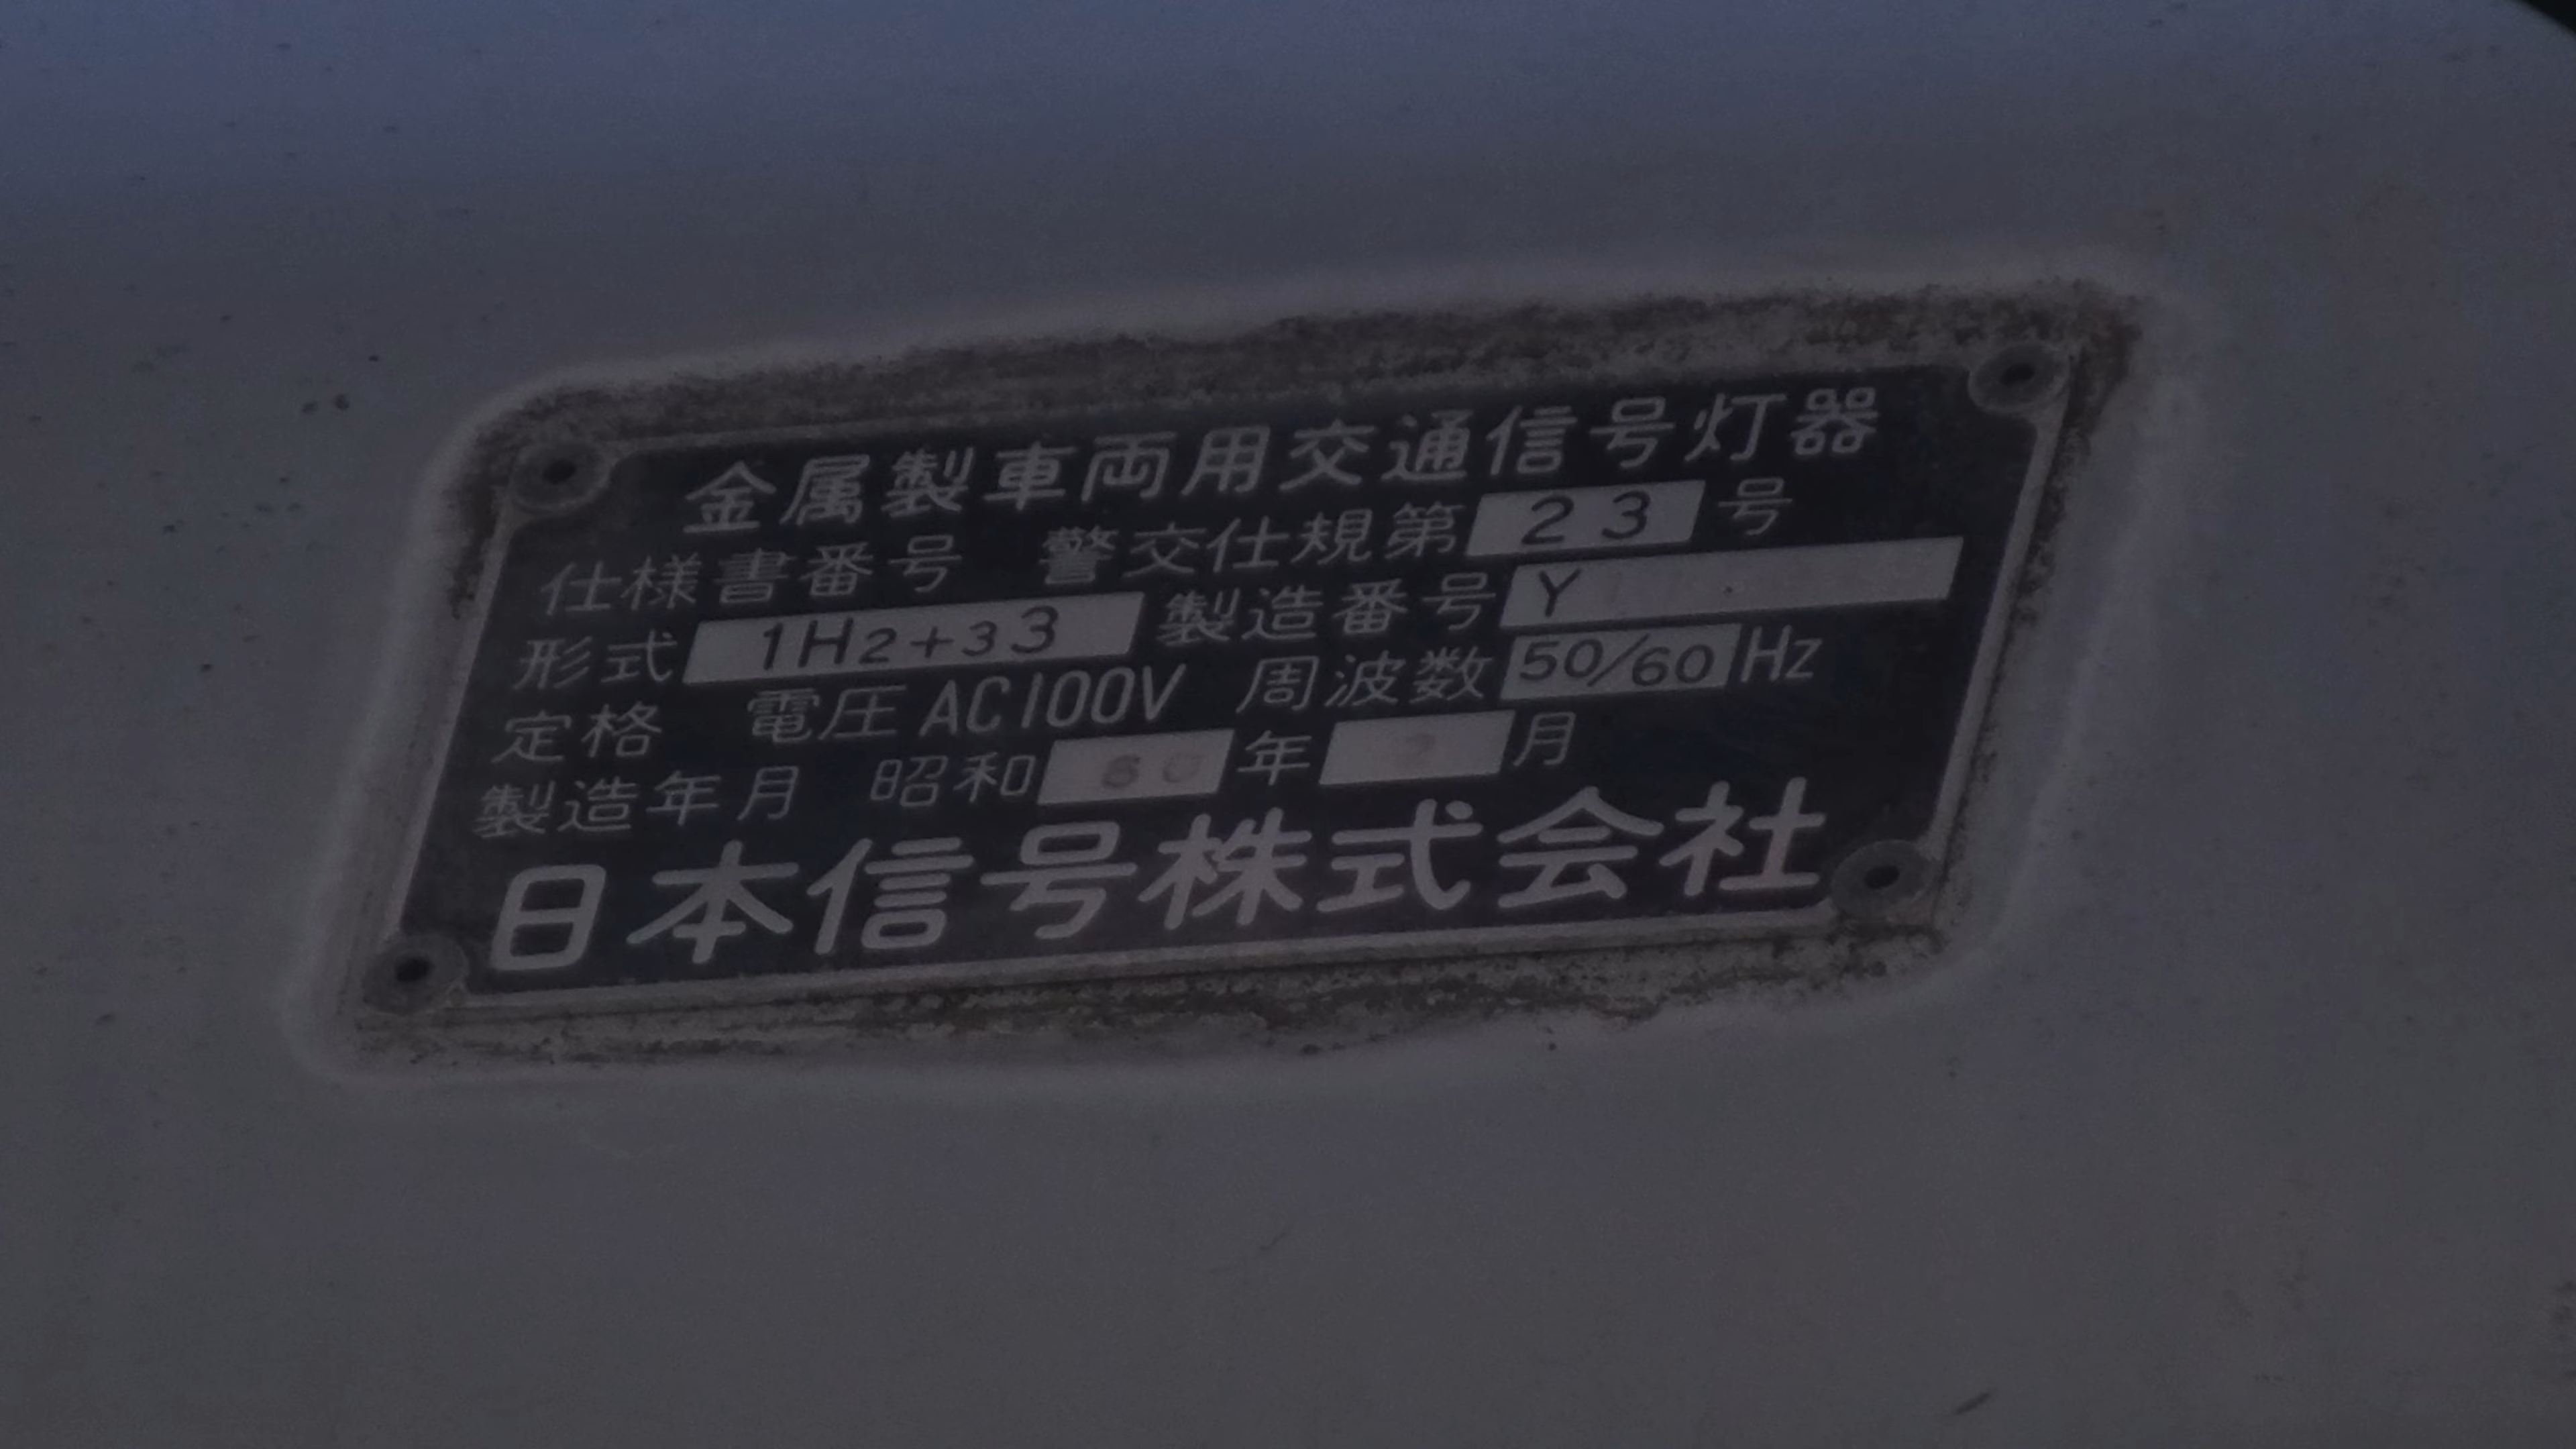 金属製車両用交通信号灯器
仕様書番号 警交仕規第 23 号
形式 1H2+33 製造番号 Y
定格 電圧 AC100V 周波数 50/60 Hz
製造年月 昭和 60 年 月
日本信号株式会社